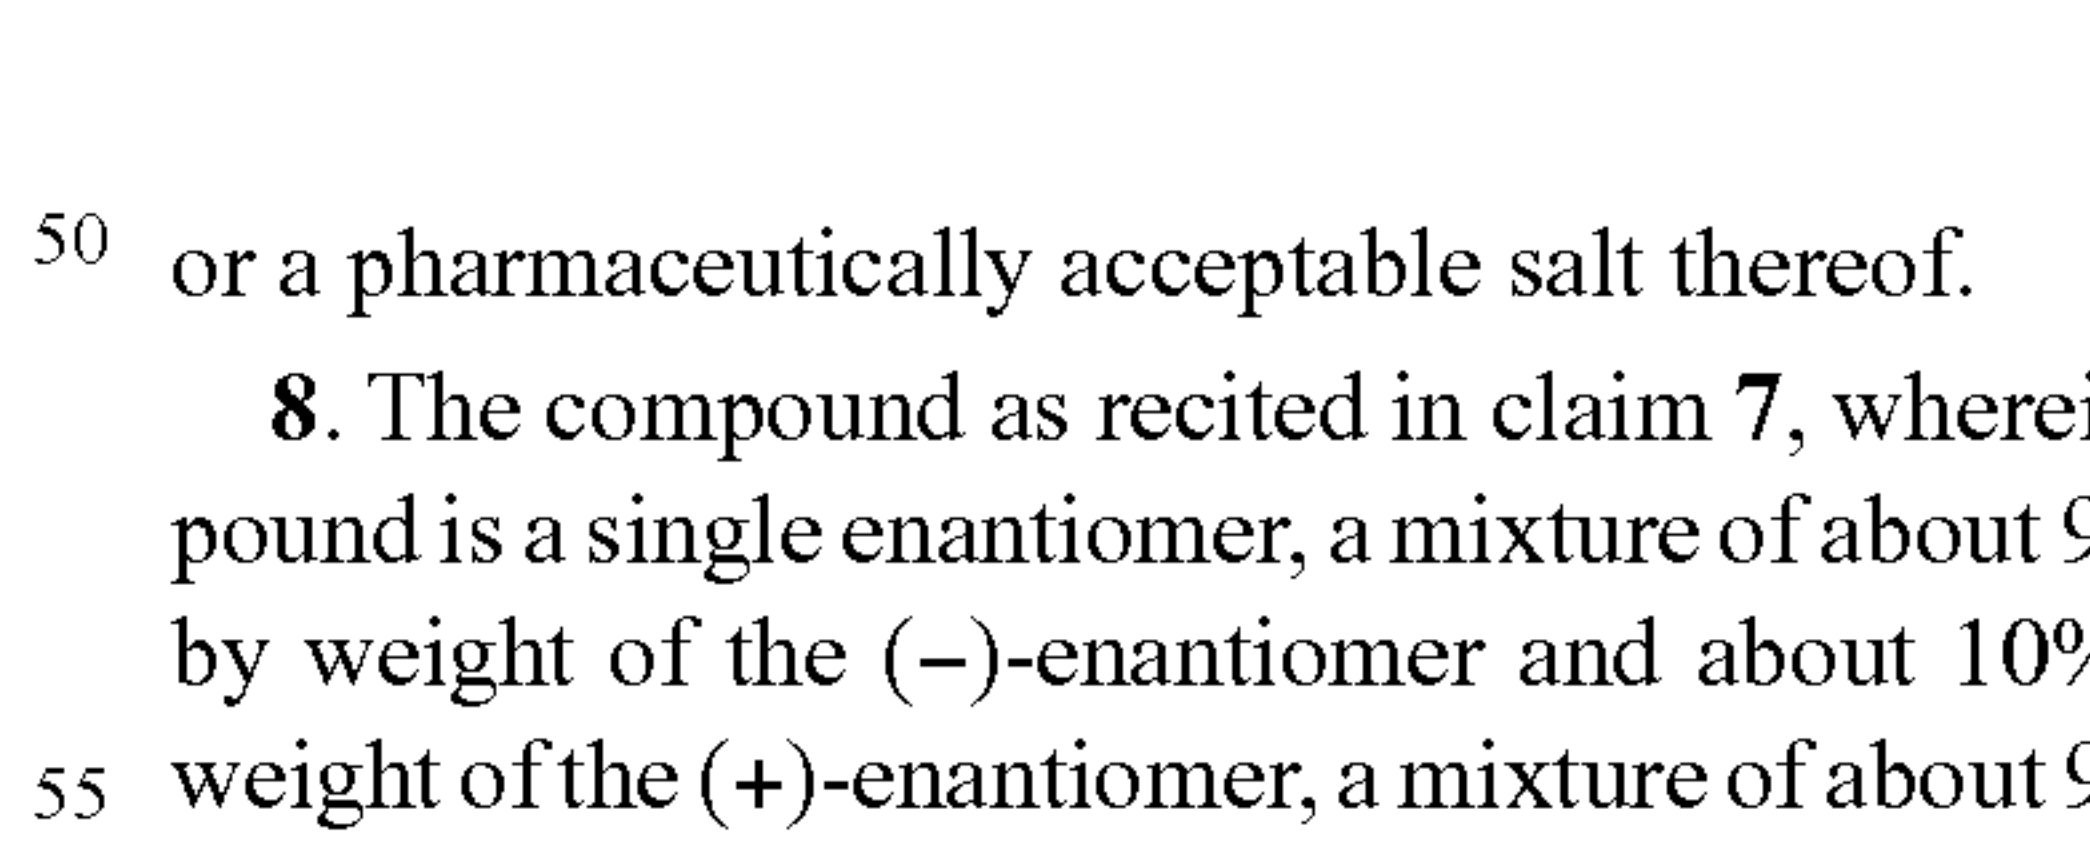 50 or a pharmaceutically acceptable salt thereof.
8. The compound as recited in claim 7,
pound is a single enantiomer, a mixture of about
by weight of the (−)-enantiomer and about 10%
55 weight of the (+)-enantiomer, a mixture of about